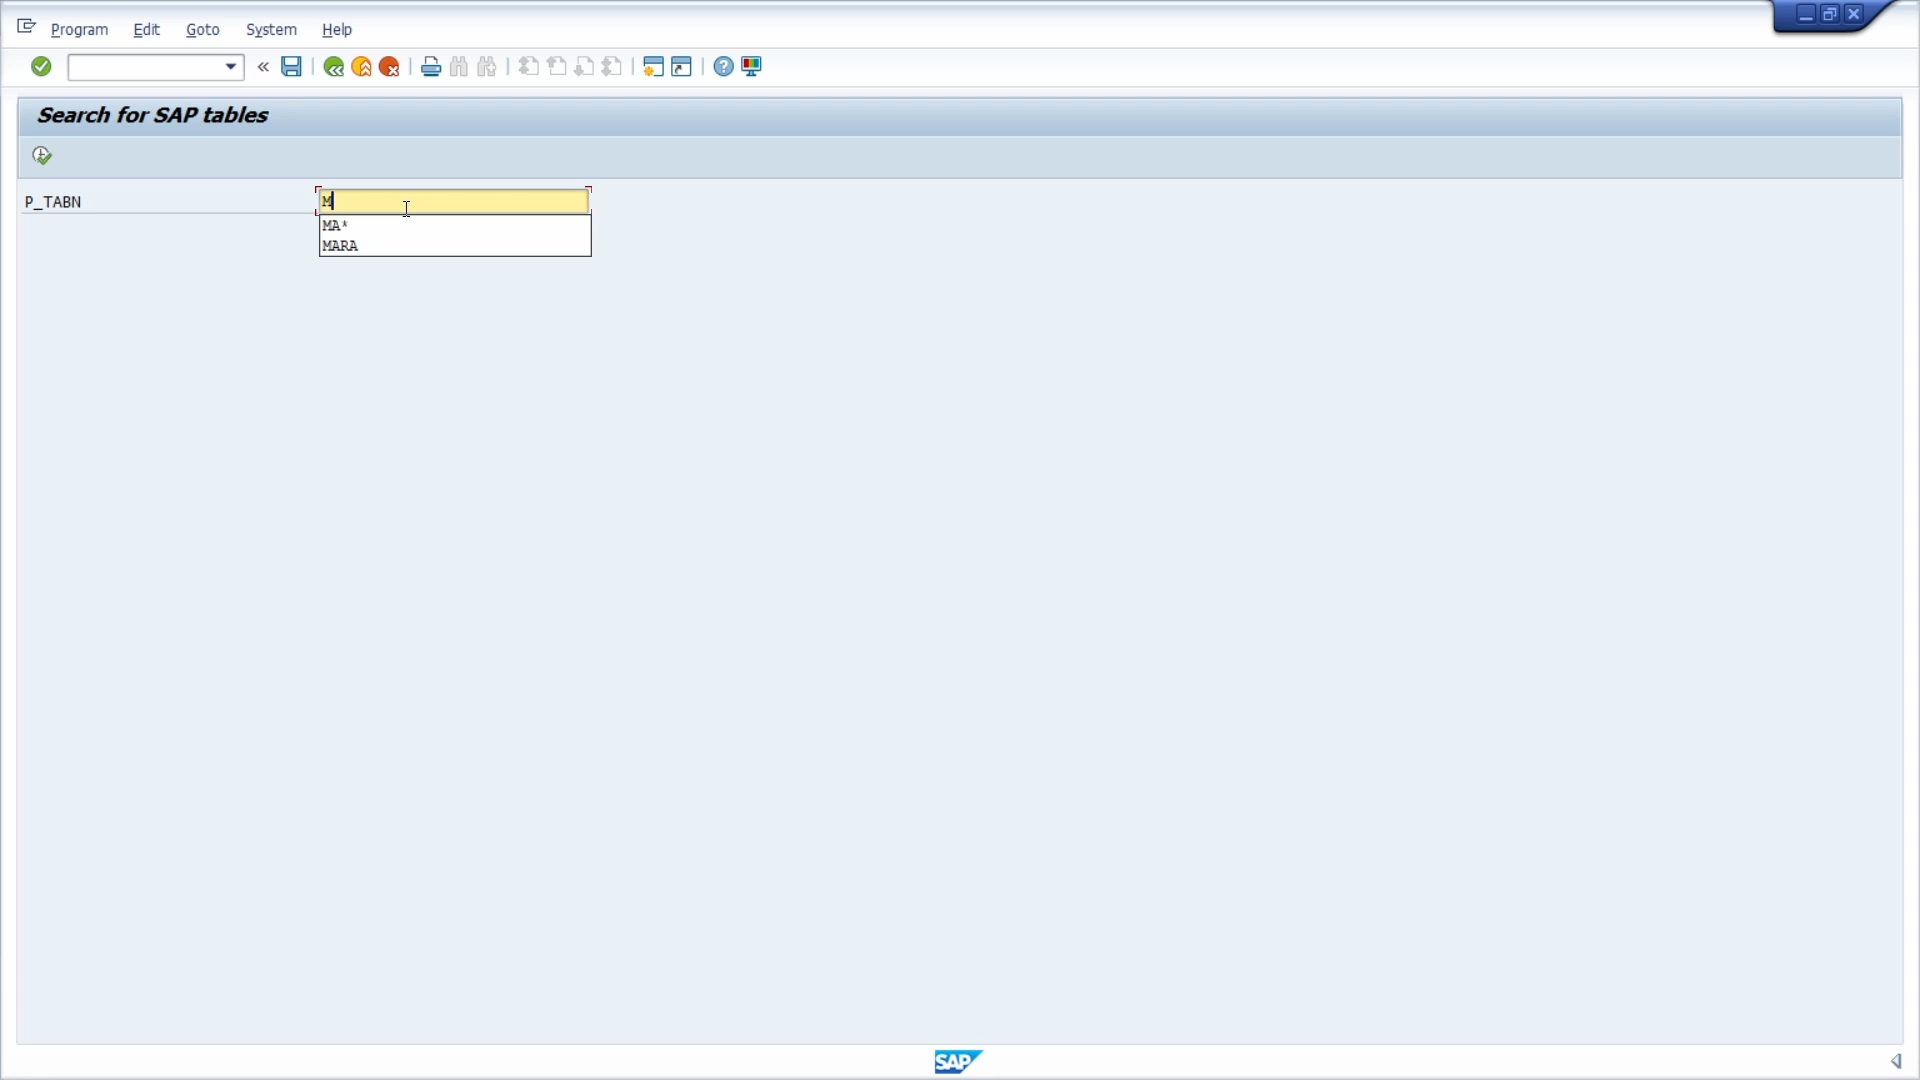 Program Edit Goto System Help
Search for SAP tables
P_TABN M
MA*
MARA
SAP